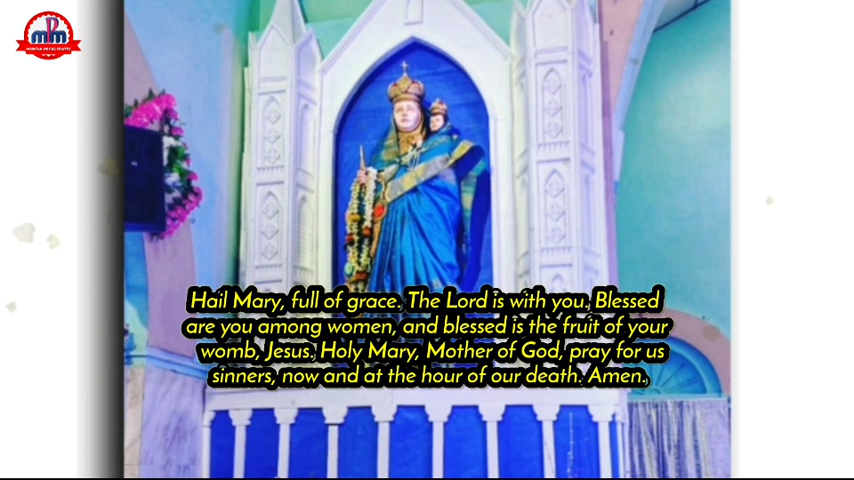 mpm
Hail Mary, full of grace. The Lord is with you. Blessed
are you among women, and blessed is the fruit of your
womb, Jesus. Holy Mary, Mother of God, pray for us
sinners, now and at the hour of our death. Amen.